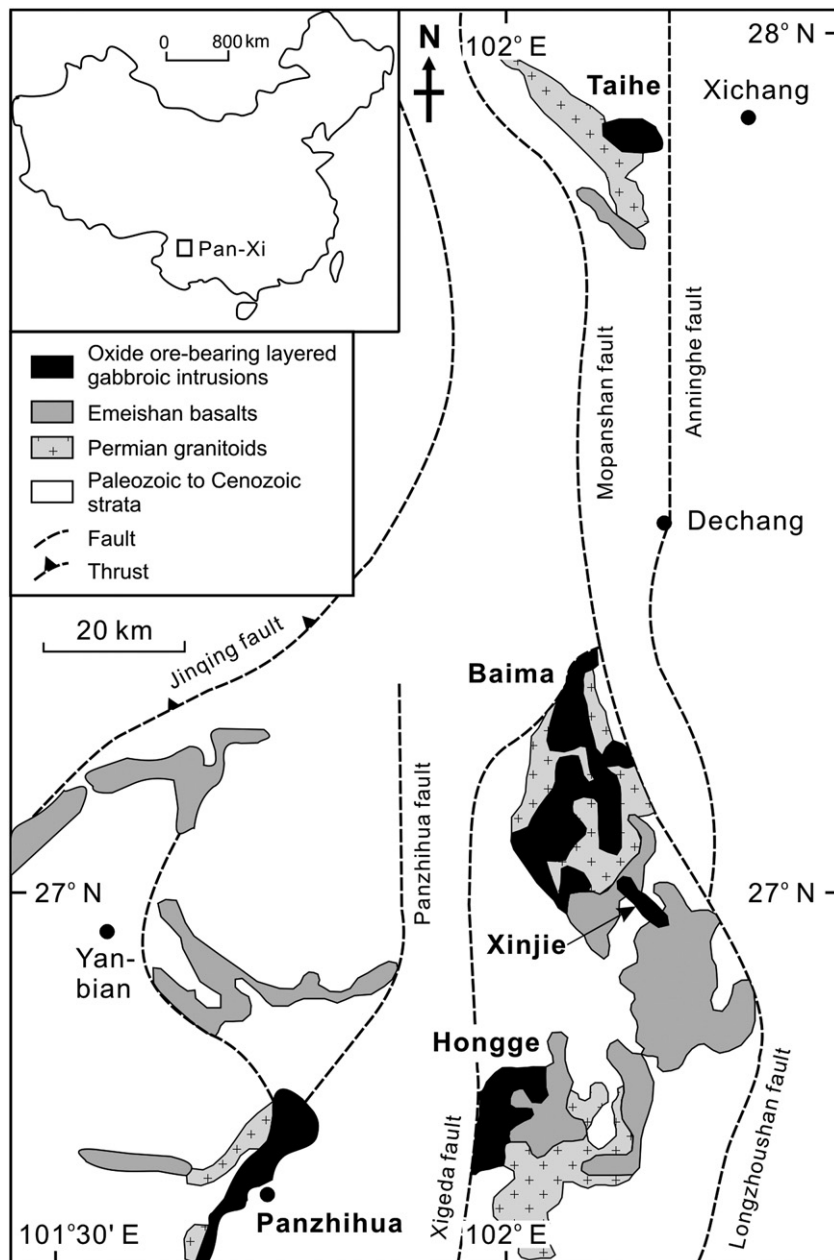 0 800 km
Pan-Xi
N
102° E
28° N
Taihe
Xichang
Oxide ore-bearing layered
gabbroic intrusions
Emeishan basalts
Permian granitoids
Paleozoic to Cenozoic
strata
Fault
Thrust
Mopanshan fault
Anninghe fault
Dechang
20 km
Jinqing fault
Baima
Panzhihua fault
27° N
27° N
Yan-
bian
Xinjie
Hongge
Xigeda fault
Longzhoushan fault
Panzhihua
101°30' E
102° E